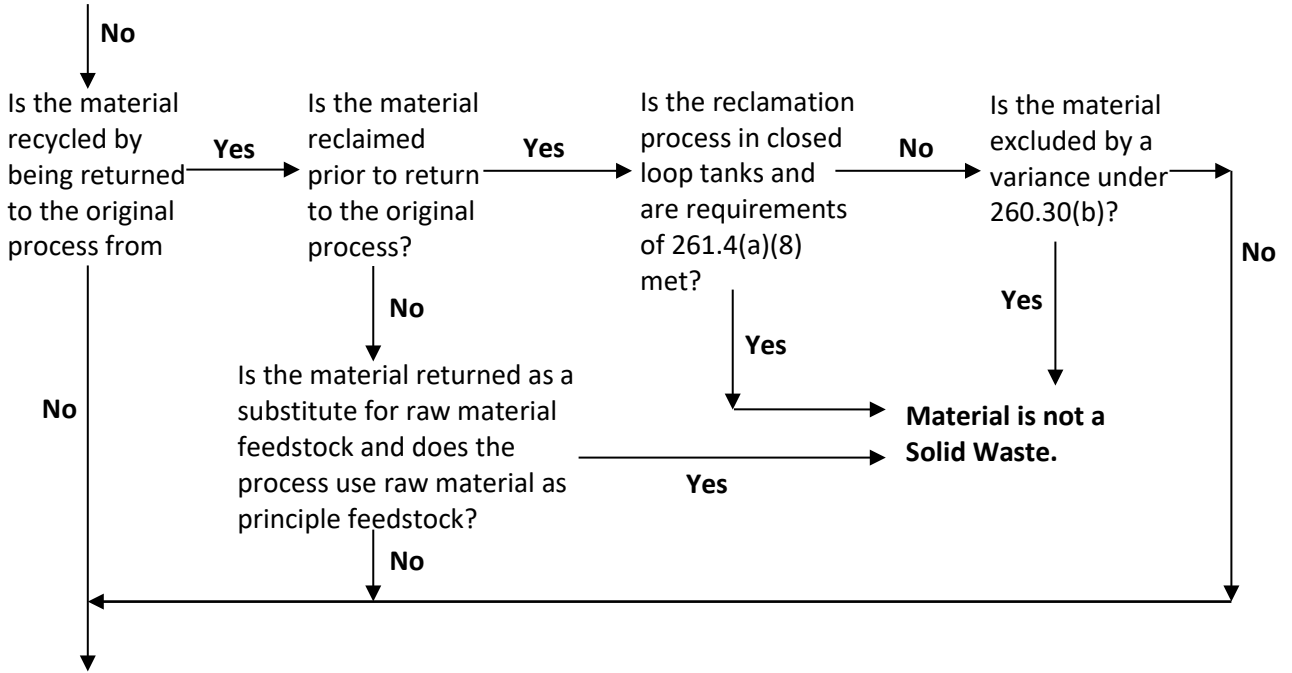 No
Is the material
recycled by
being returned
to the original
process from
Yes
Is the material
reclaimed
prior to return
to the original
process?
Yes
Is the reclamation
process in closed
loop tanks and
are requirements
of 261.4(a)(8)
met?
No
Is the material
excluded by a
variance under
260.30(b)?
No
No
Yes
Yes
Is the material returned as a
substitute for raw material
feedstock and does the
process use raw material as
principle feedstock?
No
Yes
Material is not a
Solid Waste.
No